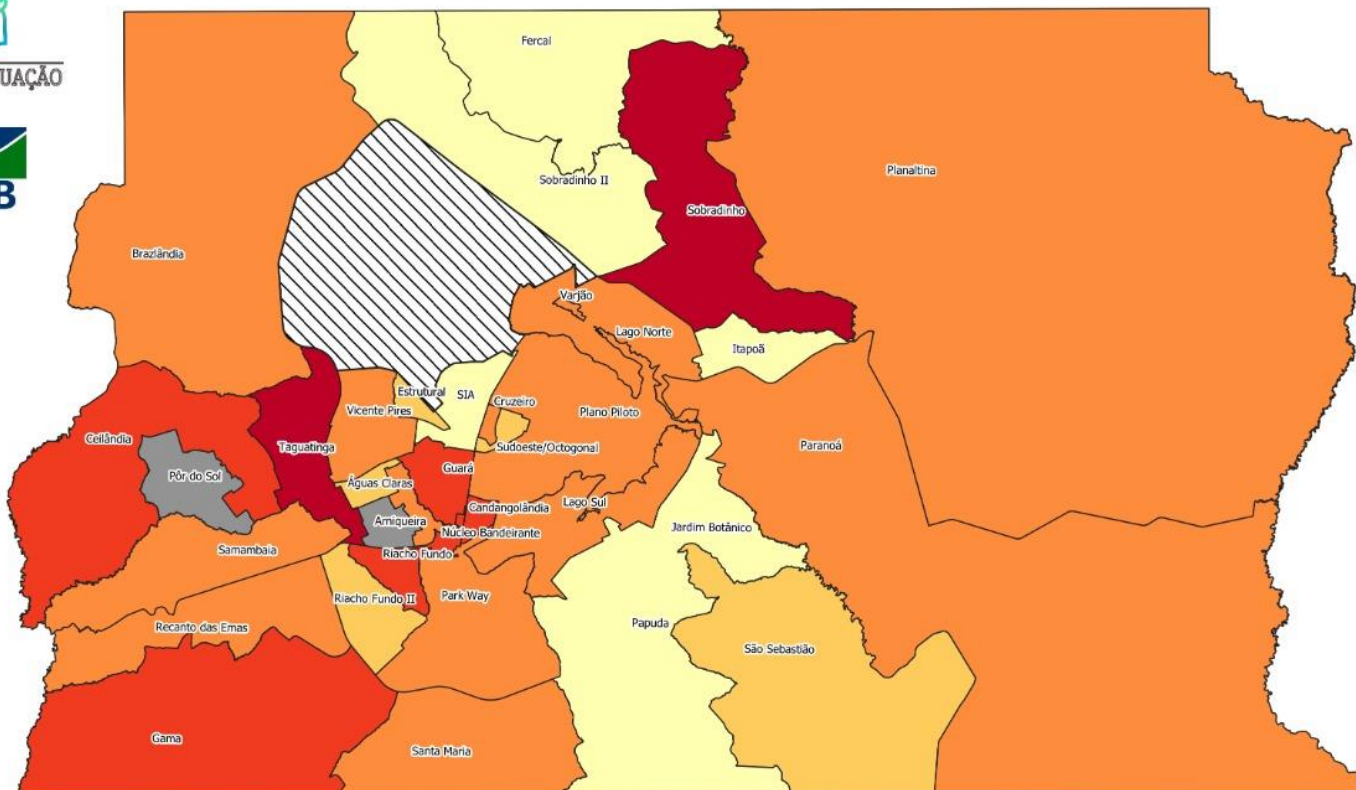 UAÇÃO
B
Fercal
Planaltina
Sobradinho II
Sobradinho
Brazlândia
Varjão
Lago Norte
Itapoã
Estrutural
SIA
Cruzeiro
Vicente Pires
Plano Piloto
Ceilândia
Taguatinga
Sudoeste/Octogonal
Paranoá
Guará
Pôr do Sol
Águas Claras
Lago Sul
Candangolândia
Arniqueira
Jardim Botânico
Núcleo Bandeirante
Samambaia
Riacho Fundo
Riacho Fundo II
Park Way
Papuda
Recanto das Emas
São Sebastião
Gama
Santa Maria